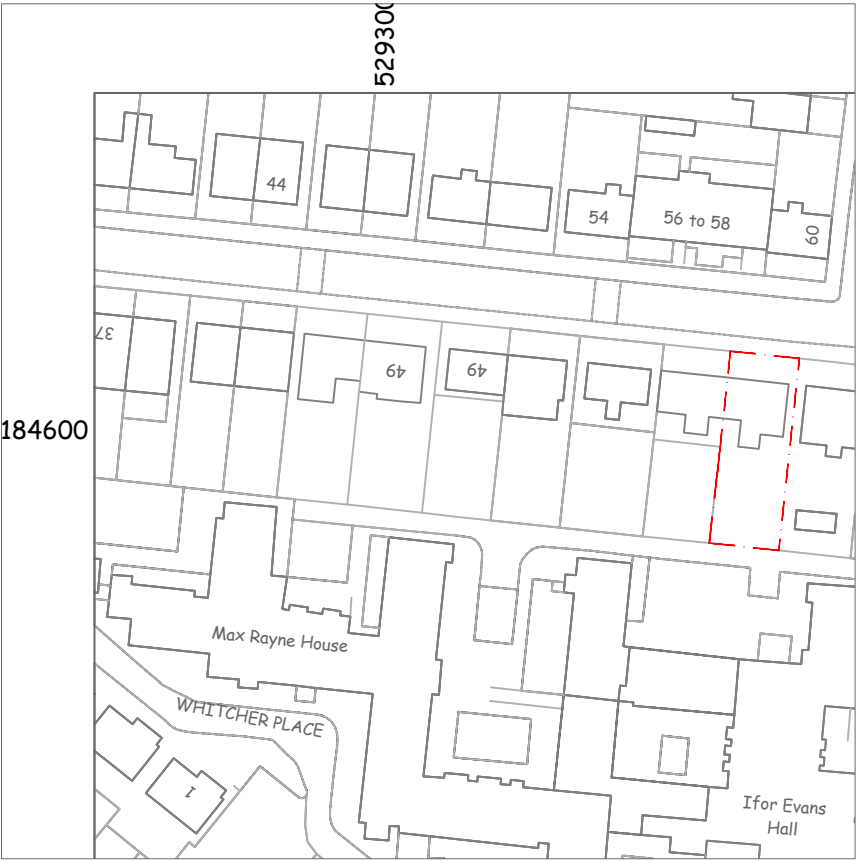 529300
44
54
56 to 58
60
37
49
49
184600
Max Rayne House
WHITCHER PLACE
1
Ifor Evans
Hall